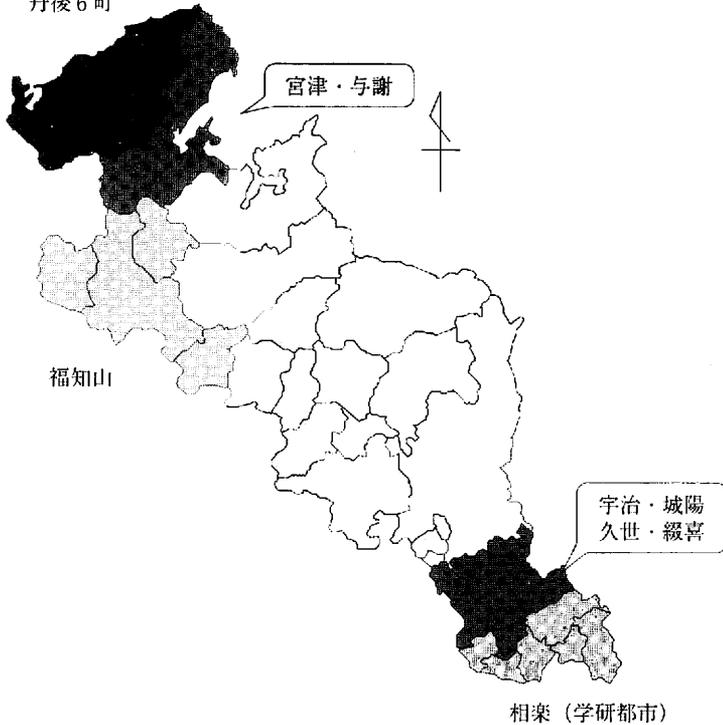 丹後6町
宮津・与謝
福知山
宇治・城陽
久世・綴喜
相楽（学研都市）